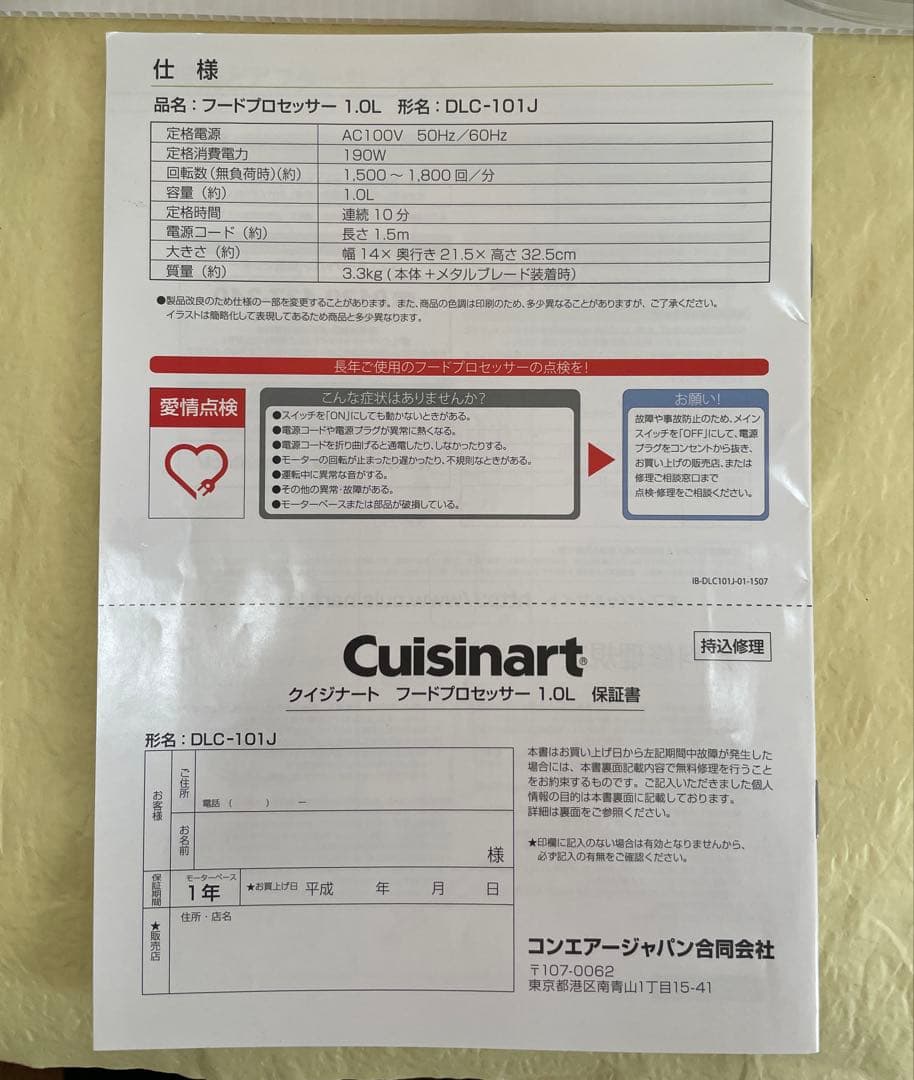 仕 様
品名：フードプロセッサー 1.0L 形名：DLC-101J
定格電源 AC100V 50Hz／60Hz
定格消費電力 190W
回転数（無負荷時）（約） 1,500 ～ 1,800 回／分
容量（約） 1.0L
定格時間 連続 10 分
電源コード（約） 長さ 1.5m
大きさ（約） 幅 14× 奥行き 21.5× 高さ 32.5cm
質量（約） 3.3kg ( 本体 ＋メタルブレード装着時）
●製品改良のため仕様の一部を変更することがあります。また、商品の色調は印刷のため、多少異なることがありますが、ご了承ください。
イラストは簡略化して表現してあるため商品と多少異なります。
長年ご使用のフードプロセッサーの点検を！
愛情点検
こんな症状はありませんか？
●スイッチを「ON」にしても動かないときがある。
●電源コードや電源プラグが異常に熱くなる。
●電源コードを折り曲げると通電したり、しなかったりする。
●モーターの回転が止まったり遅かったり、不規則なときがある。
●運転中に異常な音がする。
●その他の異常・故障がある。
●モーターベースまたは部品が破損している。
お願い！
故障や事故防止のため、メイン
スイッチを「OFF」にして、電源
プラグをコンセントから抜き、
お買い上げの販売店、または
修理ご相談窓口まで
点検・修理をご相談ください。
IB-DLC101J-01-1507
Cuisinart®
持込修理
クイジナート フードプロセッサー 1.0L 保証書
形名：DLC-101J
お客様
ご住所
電話 （ ） ー
お名前
様
保証期間
モーターベース
1年
★お買上げ日 平成 年 月 日
★販売店
住所・店名
本書はお買い上げ日から左記期間中故障が発生した
場合には、本書裏面記載内容で無料修理を行うこと
をお約束するものです。ご記入いただきました個人
情報の目的は本書裏面に記載しております。
詳細は裏面をご参照ください。
★印欄に記入のない場合は有効となりませんから、
必ず記入の有無をご確認ください。
コンエアージャパン合同会社
〒107-0062
東京都港区南青山1丁目15-41